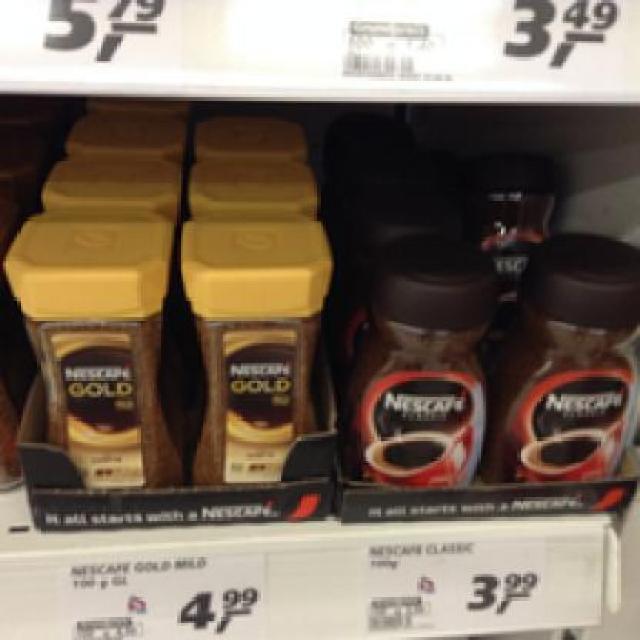 5,79
3,49
NESCAFÉ
GOLD
NESCAFÉ
GOLD
NESCAFÉ
NESCAFÉ
It all starts with a NESCAFÉ.
It all starts with a NESCAFÉ.
NESCAFE GOLD MILD
100 g GL
4,99
NESCAFE CLASSIC
100g
3,99